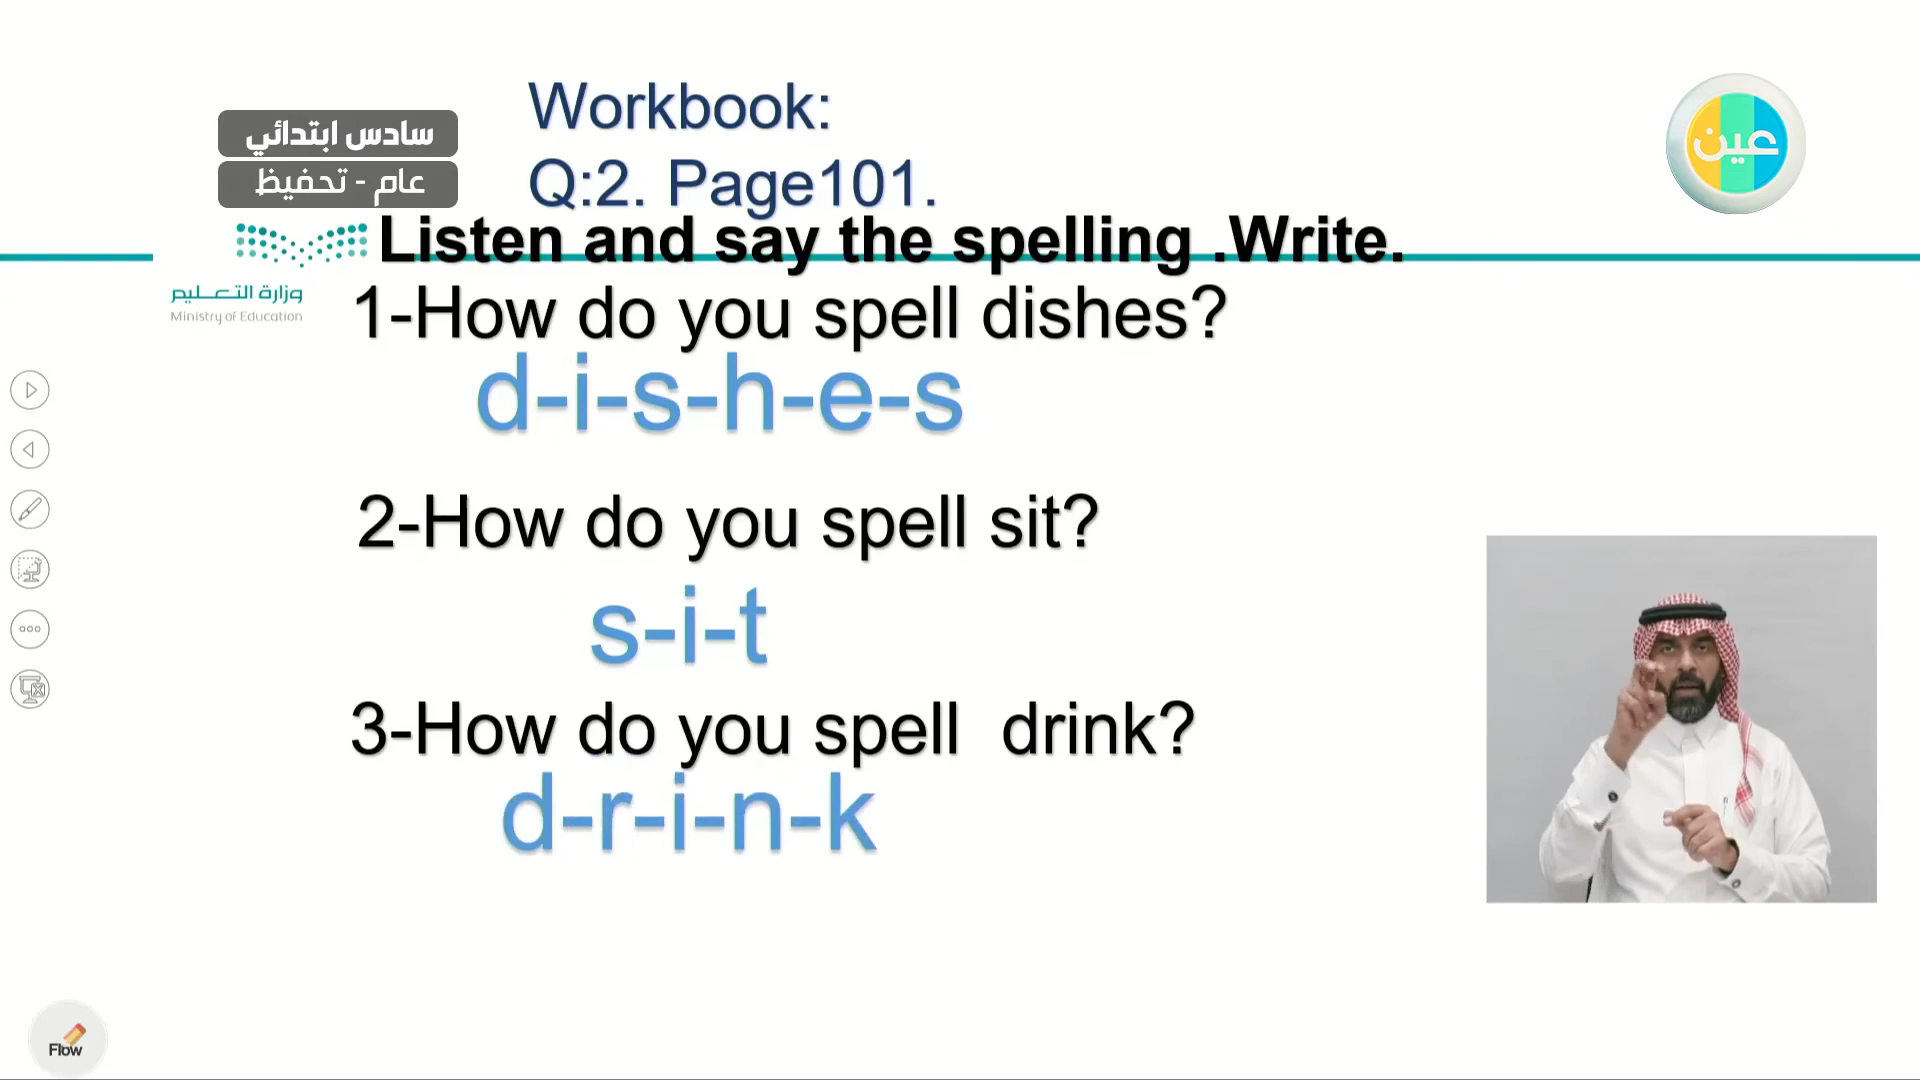 Workbook:
سادس ابتدائي
عام - تحفيظ
عين
Q:2. Page101.
Listen and say the spelling .Write.
وزارة التعليم
Ministry of Education
1-How do you spell dishes?
d-i-s-h-e-s
2-How do you spell sit?
s-i-t
3-How do you spell  drink?
d-r-i-n-k
Flow